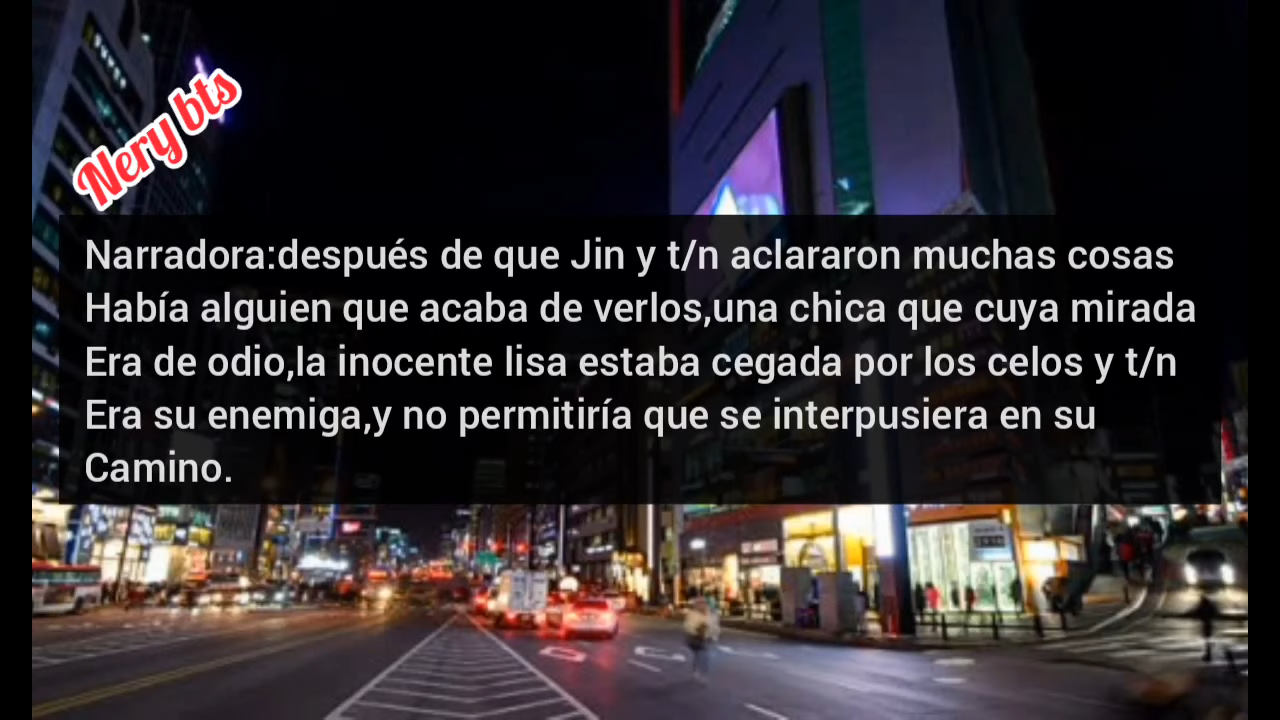 Nery bts
Narradora:después de que Jin y t/n aclararon muchas cosas
Había alguien que acaba de verlos,una chica que cuya mirada
Era de odio,la inocente lisa estaba cegada por los celos y t/n
Era su enemiga,y no permitiría que se interpusiera en su
Camino.